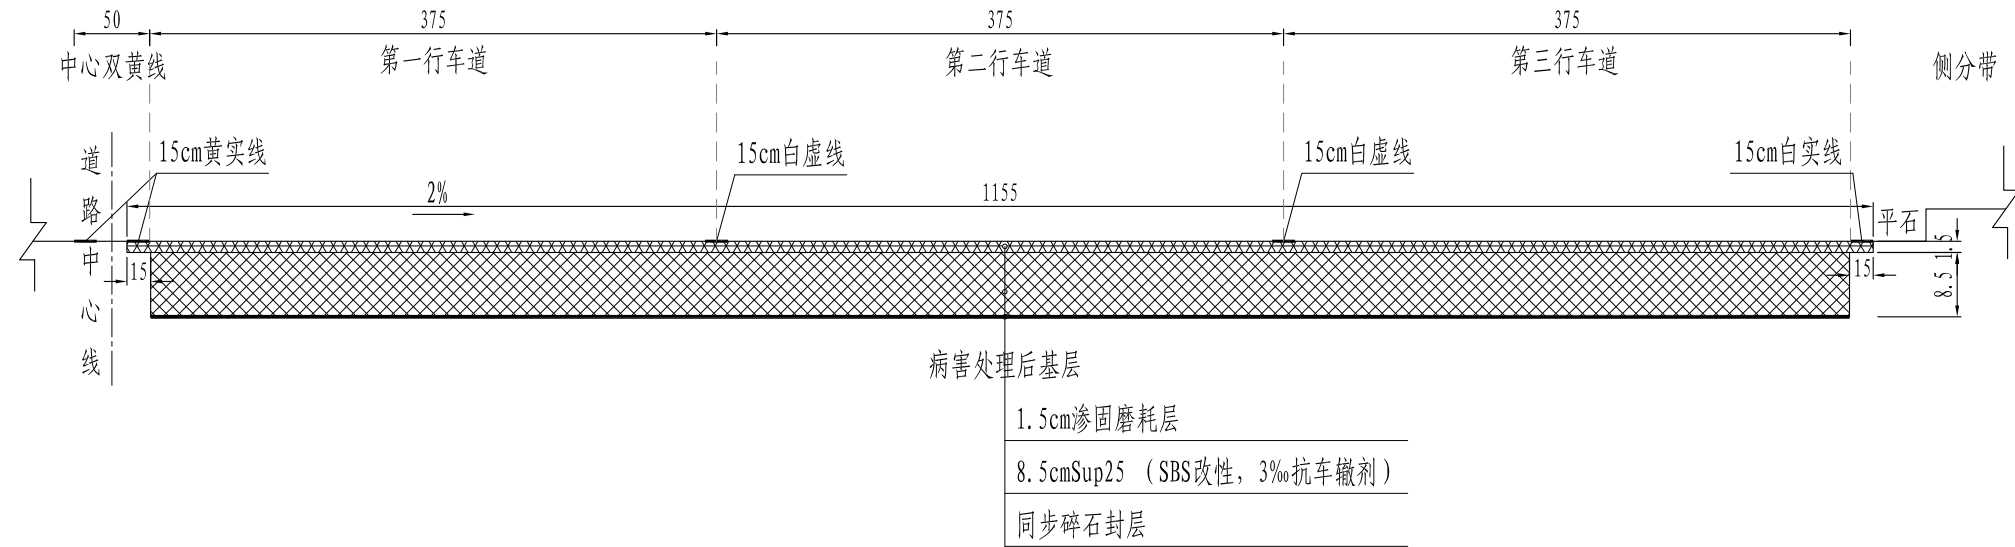 50
375
375
375
中心双黄线
第一行车道
第二行车道
第三行车道
侧分带
道路中心线
15cm黄实线
15cm白虚线
15cm白虚线
15cm白实线
2%
1155
平石
1.5
8.5
15
15
病害处理后基层
1.5cm渗固磨耗层
8.5cmSup25 （SBS改性，3‰抗车辙剂）
同步碎石封层